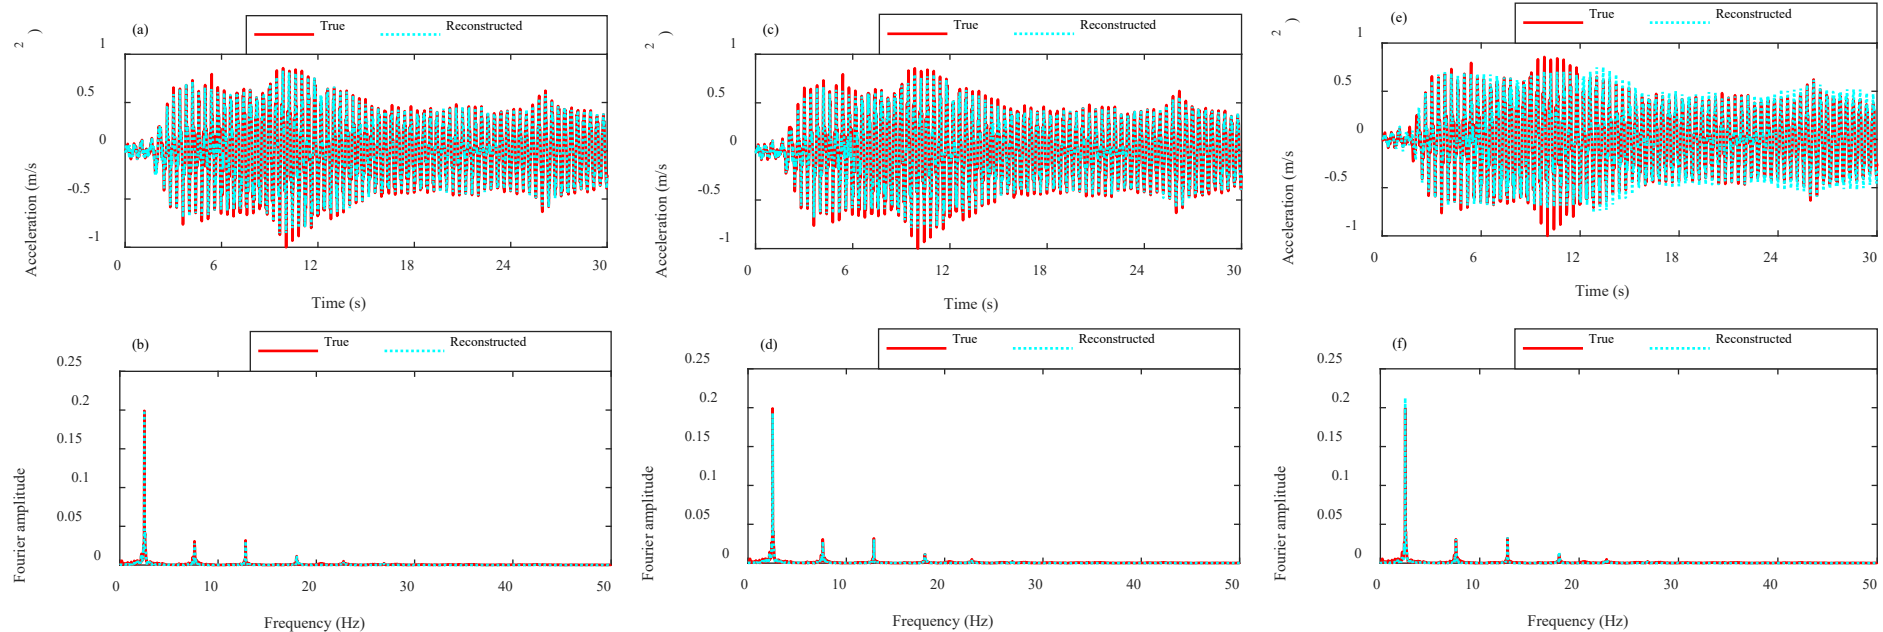 (a) True Reconstructed
Acceleration (m/s
2
)
1
0.5
0
-0.5
-1
0 6 12 18 24 30
Time (s)
(c) True Reconstructed
Acceleration (m/s
2
)
1
0.5
0
-0.5
-1
0 6 12 18 24 30
Time (s)
(e) True Reconstructed
Acceleration (m/s
2
)
1
0.5
0
-0.5
-1
0 6 12 18 24 30
Time (s)
(b) True Reconstructed
Fourier amplitude
0.25
0.2
0.15
0.1
0.05
0
0 10 20 30 40 50
Frequency (Hz)
(d) True Reconstructed
Fourier amplitude
0.25
0.2
0.15
0.1
0.05
0
0 10 20 30 40 50
Frequency (Hz)
(f) True Reconstructed
Fourier amplitude
0.25
0.2
0.15
0.1
0.05
0
0 10 20 30 40 50
Frequency (Hz)